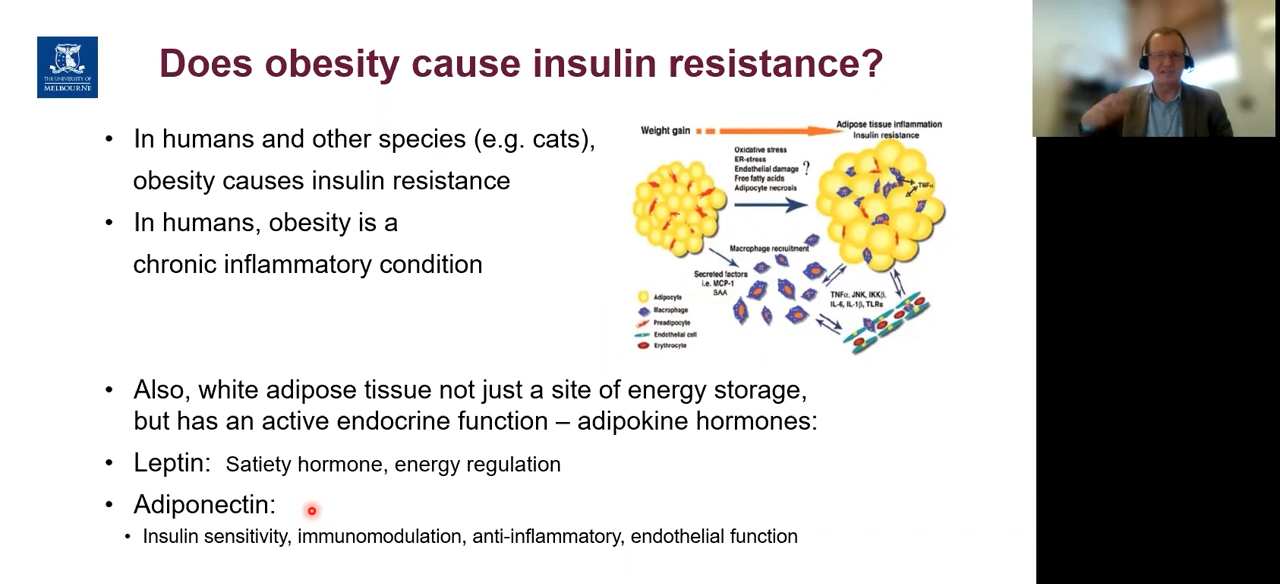 Does obesity cause insulin resistance?
THE UNIVERSITY OF
MELBOURNE
• In humans and other species (e.g. cats),
obesity causes insulin resistance
• In humans, obesity is a
chronic inflammatory condition
Weight gain
Adipose tissue inflammation
Insulin resistance
Oxidative stress
ER-stress
Endothelial damage
Free fatty acids
Adipocyte necrosis
?
TNFα
Macrophage recruitment
Secreted factors
i.e. MCP-1
SAA
TNFα, JNK, IKKβ,
IL-6, IL-1β, TLRs
Adipocyte
Macrophage
Preadipocyte
Endothelial cell
Erythrocyte
• Also, white adipose tissue not just a site of energy storage,
but has an active endocrine function – adipokine hormones:
• Leptin: Satiety hormone, energy regulation
• Adiponectin:
• Insulin sensitivity, immunomodulation, anti-inflammatory, endothelial function